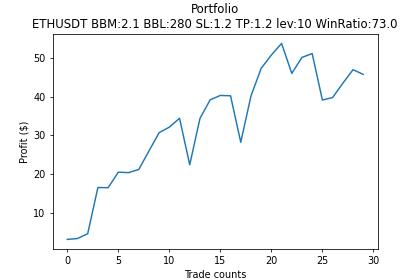 Portfolio
ETHUSDT BBM:2.1 BBL:280 SL:1.2 TP:1.2 lev:10 WinRatio:73.0
50
40
30
20
10
Profit ($)
0 5 10 15 20 25 30
Trade counts